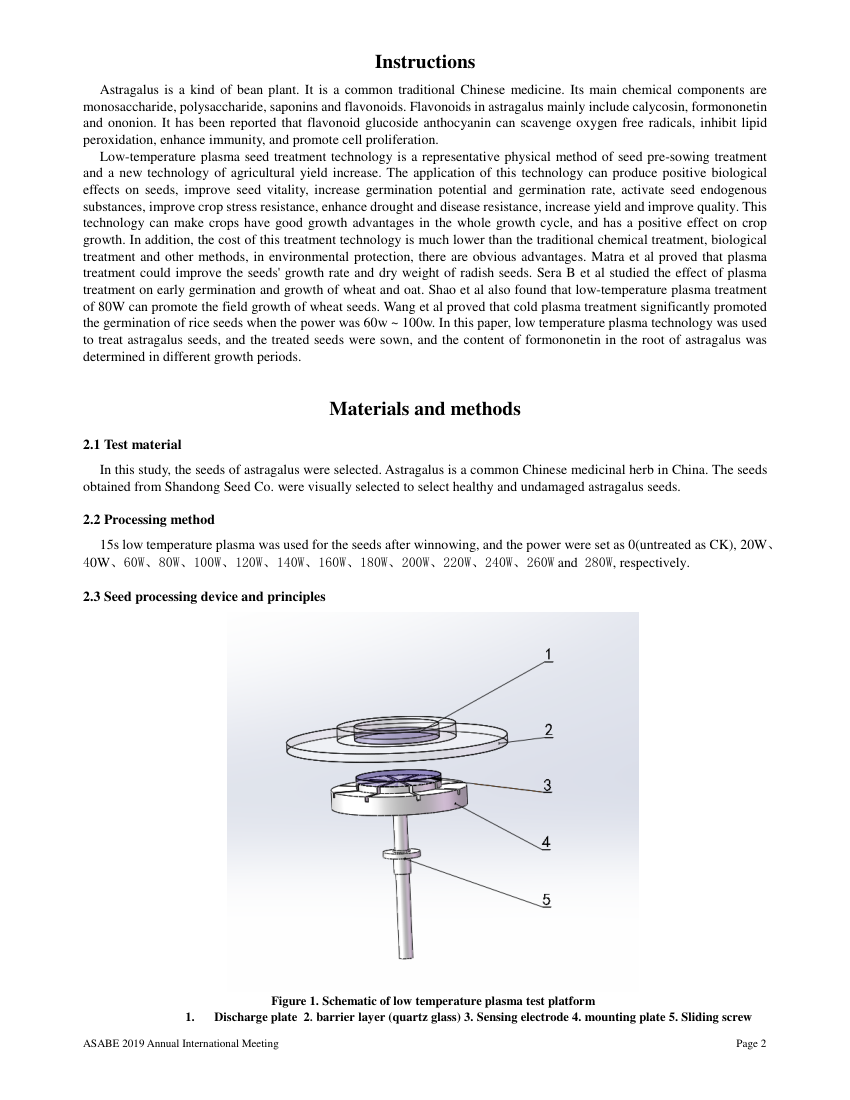 Instructions
Astragalus is a kind of bean plant. It is a common traditional Chinese medicine. Its main chemical components are
monosaccharide, polysaccharide, saponins and flavonoids. Flavonoids in astragalus mainly include calycosin, formononetin
and ononion. It has been reported that flavonoid glucoside anthocyanin can scavenge oxygen free radicals, inhibit lipid
peroxidation, enhance immunity, and promote cell proliferation.
Low-temperature plasma seed treatment technology is a representative physical method of seed pre-sowing treatment
and a new technology of agricultural yield increase. The application of this technology can produce positive biological
effects on seeds, improve seed vitality, increase germination potential and germination rate, activate seed endogenous
substances, improve crop stress resistance, enhance drought and disease resistance, increase yield and improve quality. This
technology can make crops have good growth advantages in the whole growth cycle, and has a positive effect on crop
growth. In addition, the cost of this treatment technology is much lower than the traditional chemical treatment, biological
treatment and other methods, in environmental protection, there are obvious advantages. Matra et al proved that plasma
treatment could improve the seeds' growth rate and dry weight of radish seeds. Sera B et al studied the effect of plasma
treatment on early germination and growth of wheat and oat. Shao et al also found that low-temperature plasma treatment
of 80W can promote the field growth of wheat seeds. Wang et al proved that cold plasma treatment significantly promoted
the germination of rice seeds when the power was 60w ~ 100w. In this paper, low temperature plasma technology was used
to treat astragalus seeds, and the treated seeds were sown, and the content of formononetin in the root of astragalus was
determined in different growth periods.
Materials and methods
2.1 Test material
In this study, the seeds of astragalus were selected. Astragalus is a common Chinese medicinal herb in China. The seeds
obtained from Shandong Seed Co. were visually selected to select healthy and undamaged astragalus seeds.
2.2 Processing method
15s low temperature plasma was used for the seeds after winnowing, and the power were set as 0(untreated as CK), 20W、
40W、60W、80W、100W、120W、140W、160W、180W、200W、220W、240W、260W and 280W, respectively.
2.3 Seed processing device and principles
1
2
3
4
5
Figure 1. Schematic of low temperature plasma test platform
1. Discharge plate 2. barrier layer (quartz glass) 3. Sensing electrode 4. mounting plate 5. Sliding screw
ASABE 2019 Annual International Meeting Page 2